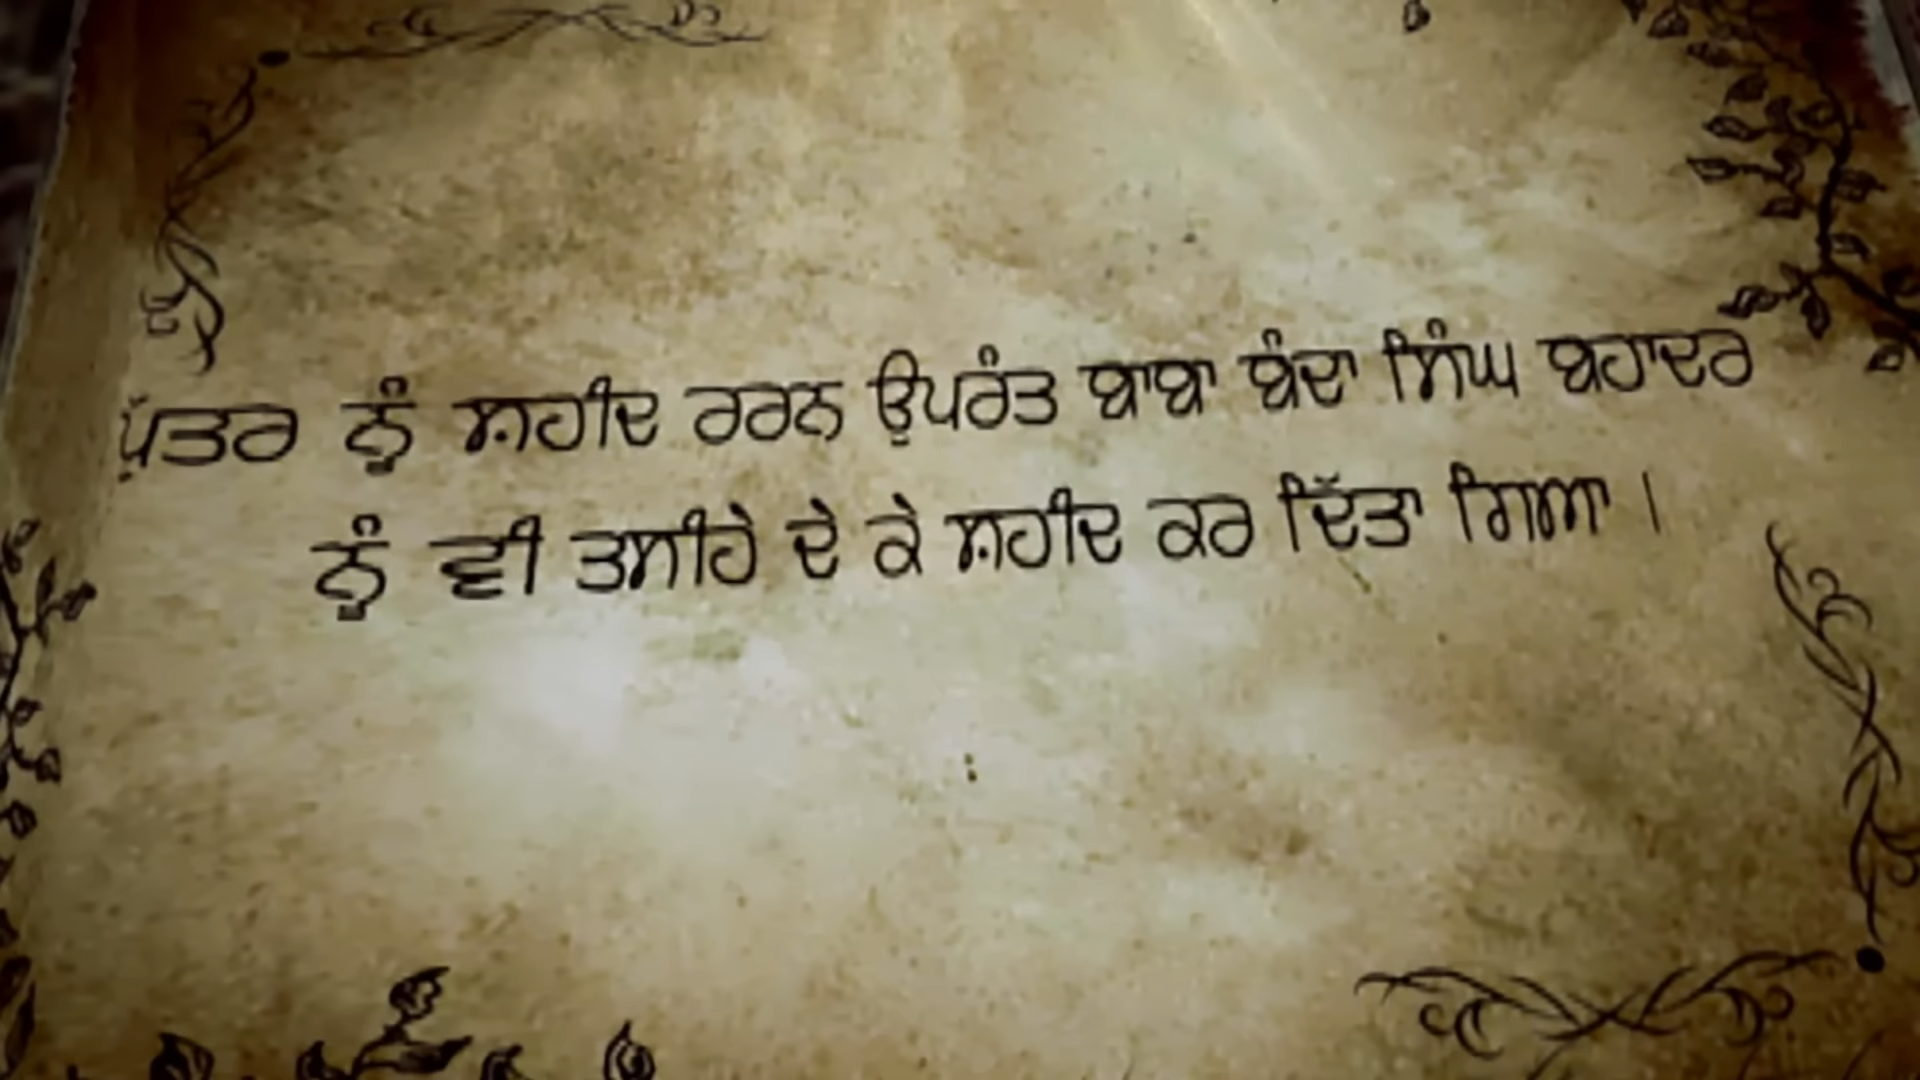 ਪੁੱਤਰ ਨੂੰ ਸ਼ਹੀਦ ਕਰਨ ਉਪਰੰਤ ਬਾਬਾ ਬੰਦਾ ਸਿੰਘ ਬਹਾਦਰ
ਨੂੰ ਵੀ ਤਸੀਹੇ ਦੇ ਕੇ ਸ਼ਹੀਦ ਕਰ ਦਿੱਤਾ ਗਿਆ ।